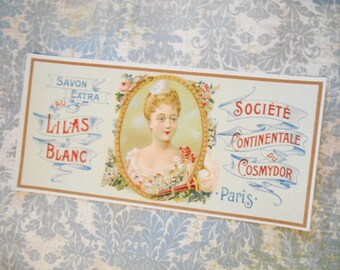 SAVON
EXTRA
AU
LILAS
BLANC
SOCIÉTÉ
CONTINENTALE
DU
COSMYDOR
Paris